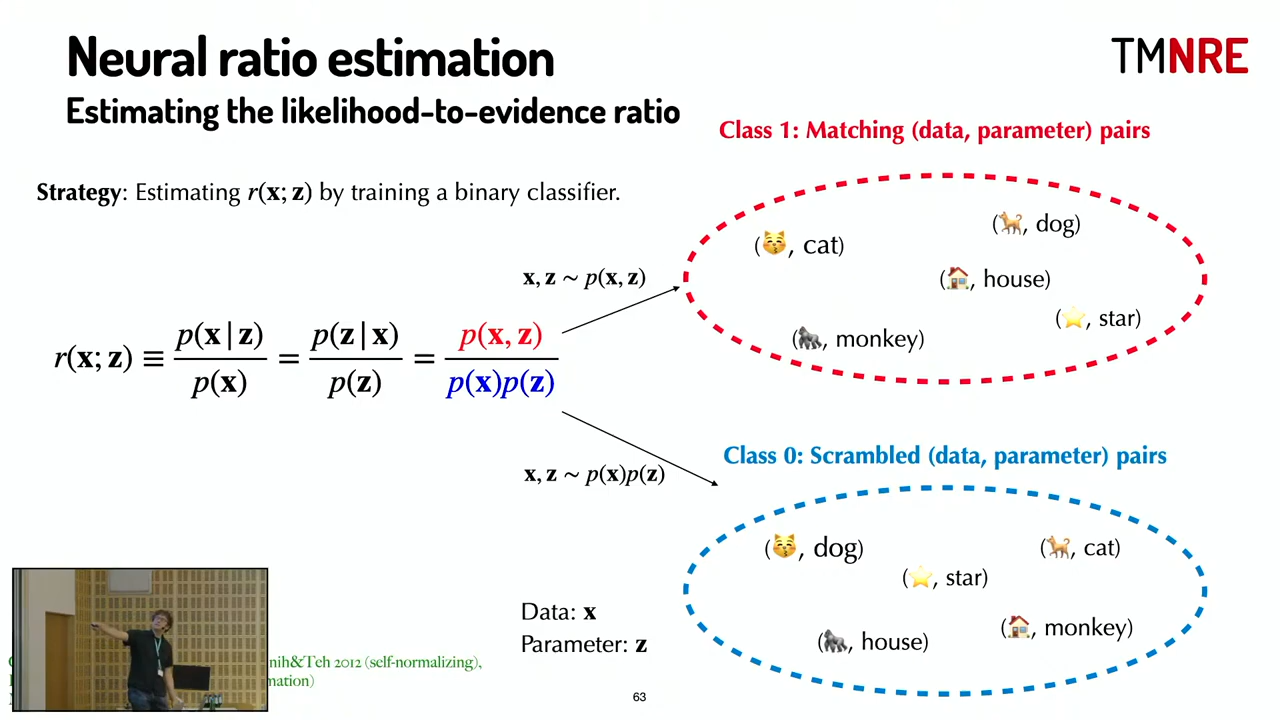 Neural ratio estimation
TMNRE
Estimating the likelihood-to-evidence ratio
Class 1: Matching (data, parameter) pairs
Strategy: Estimating r(x; z) by training a binary classifier.
(😽, cat)
(🐕, dog)
(🏠, house)
(⭐, star)
(🦍, monkey)
x, z ∼ p(x, z)
r(x; z) ≡ p(x|z) / p(x) = p(z|x) / p(z) = p(x, z) / p(x)p(z)
x, z ∼ p(x)p(z)
Class 0: Scrambled (data, parameter) pairs
(😽, dog)
(🐕, cat)
(⭐, star)
(🏠, monkey)
(🦍, house)
Data: x
Parameter: z
&Teh 2012 (self-normalizing),
63